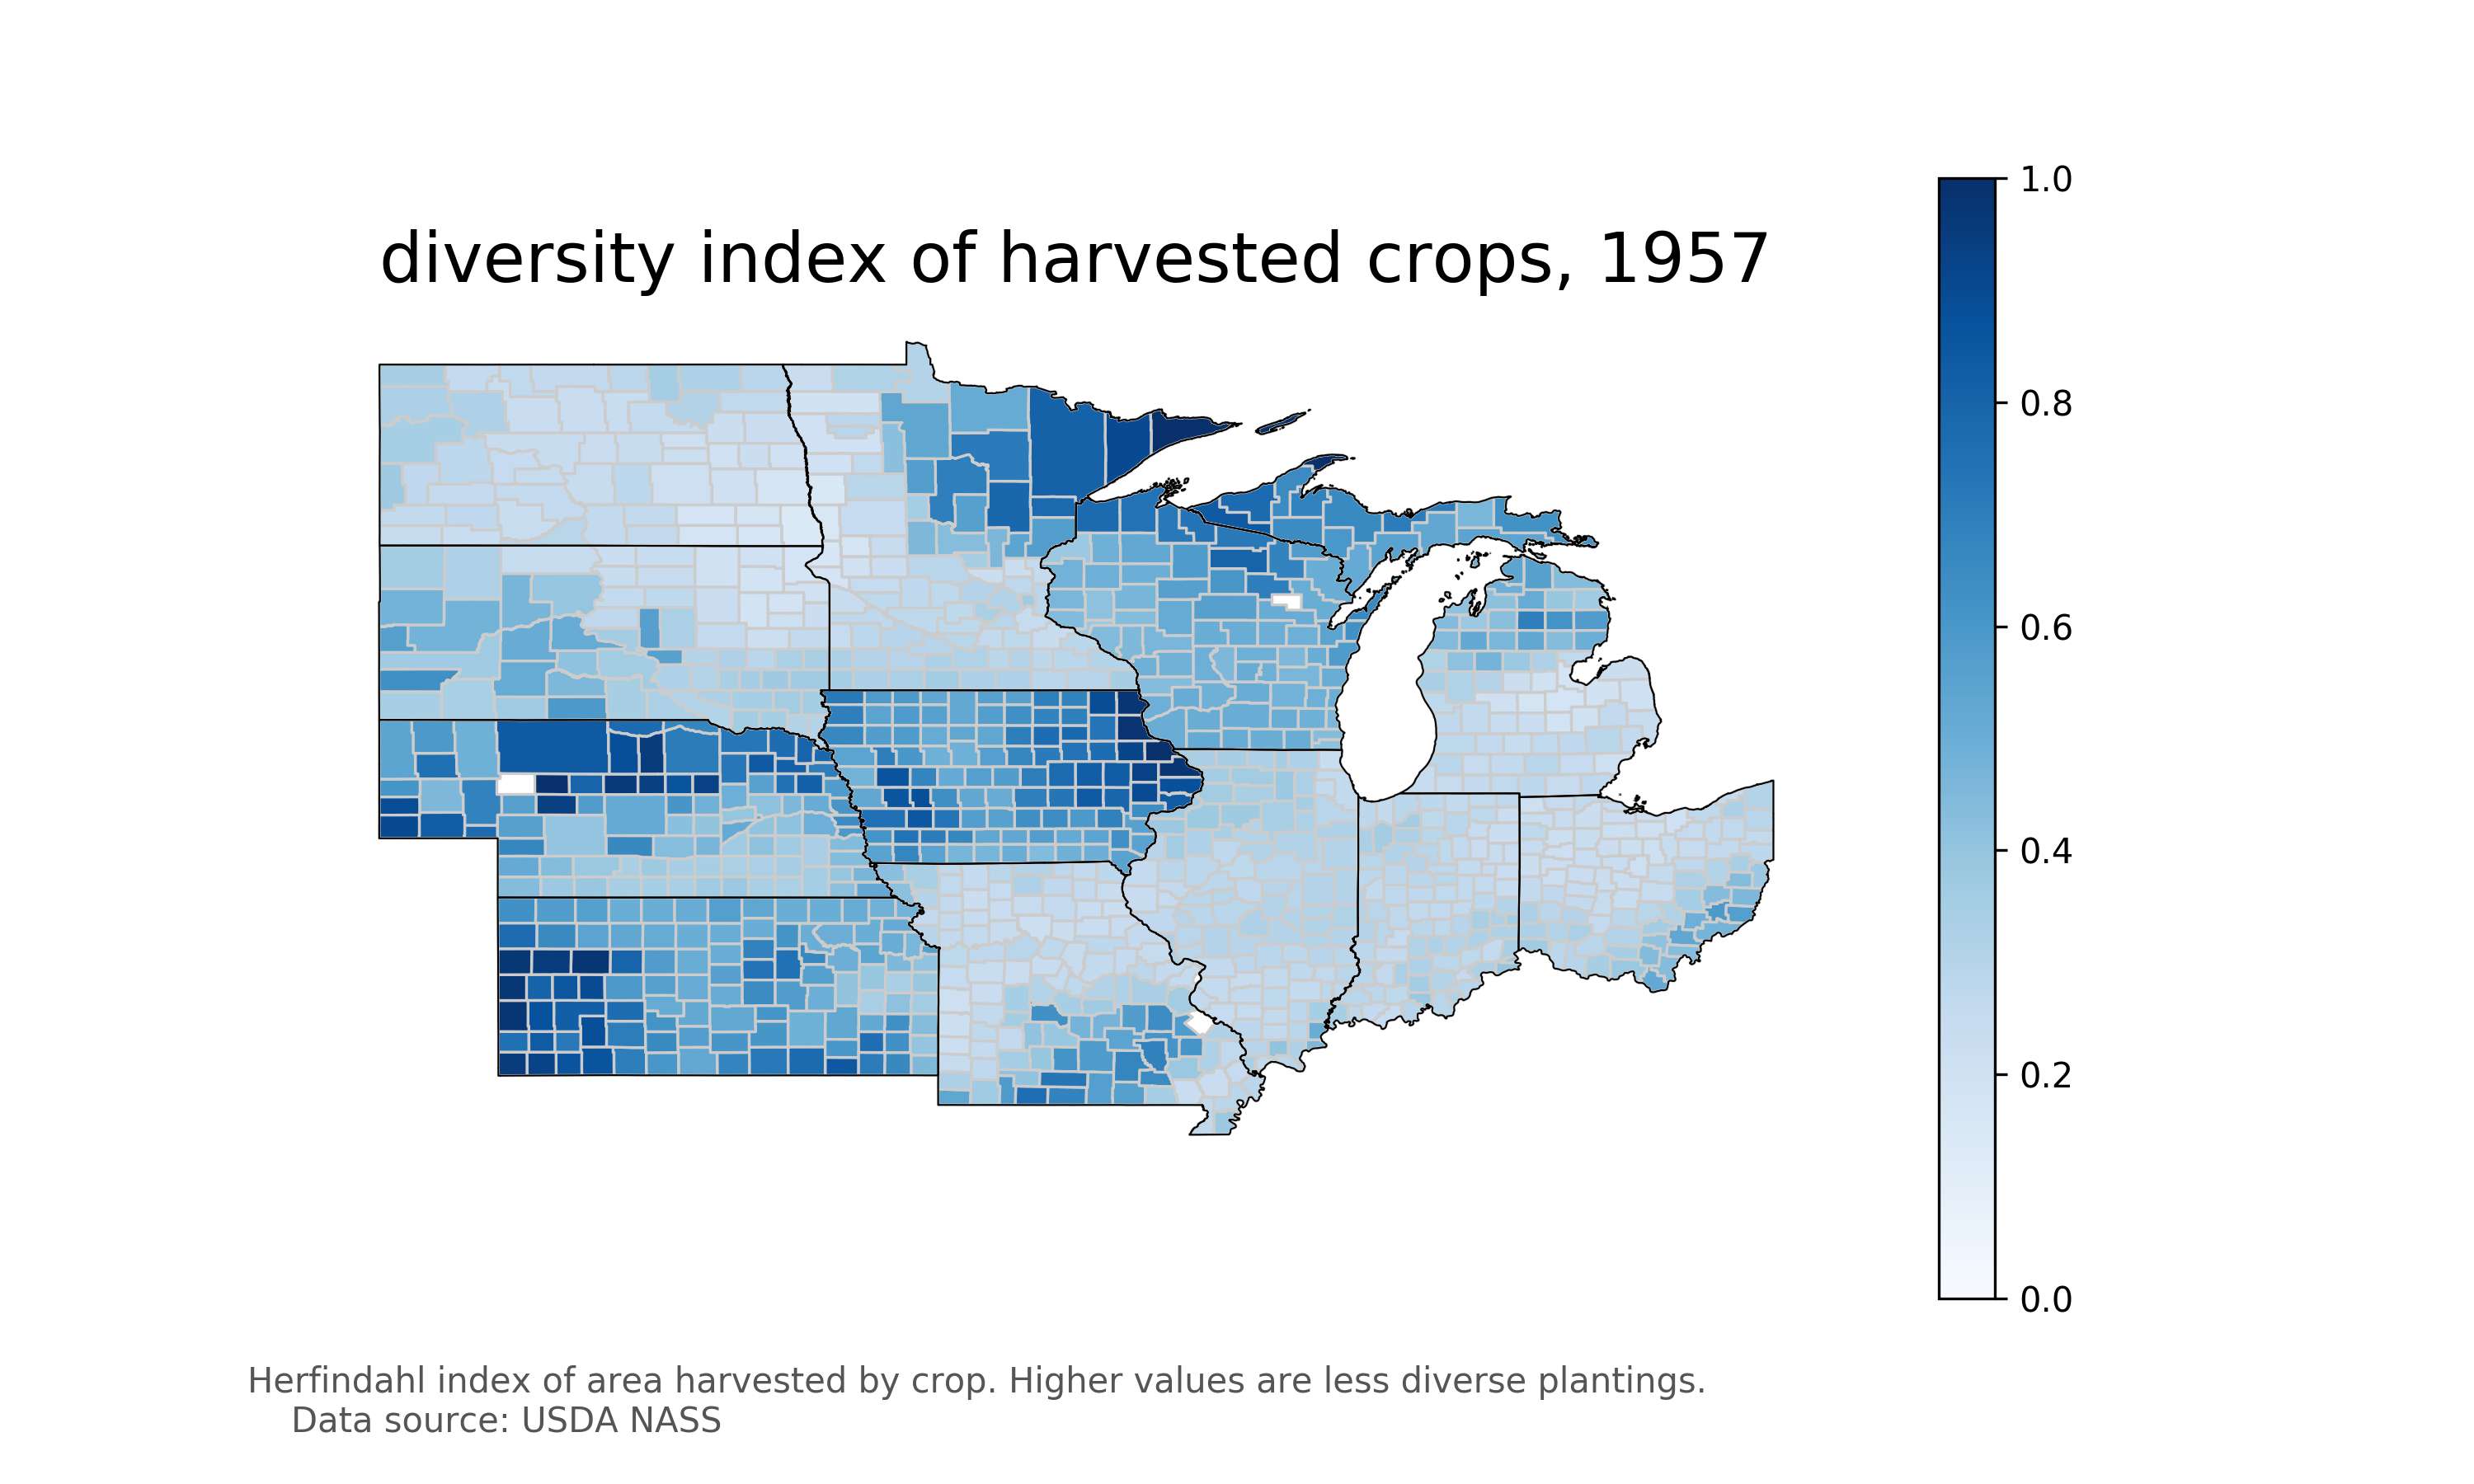 diversity index of harvested crops, 1957
1.0
0.8
0.6
0.4
0.2
0.0
Herfindahl index of area harvested by crop. Higher values are less diverse plantings.
Data source: USDA NASS